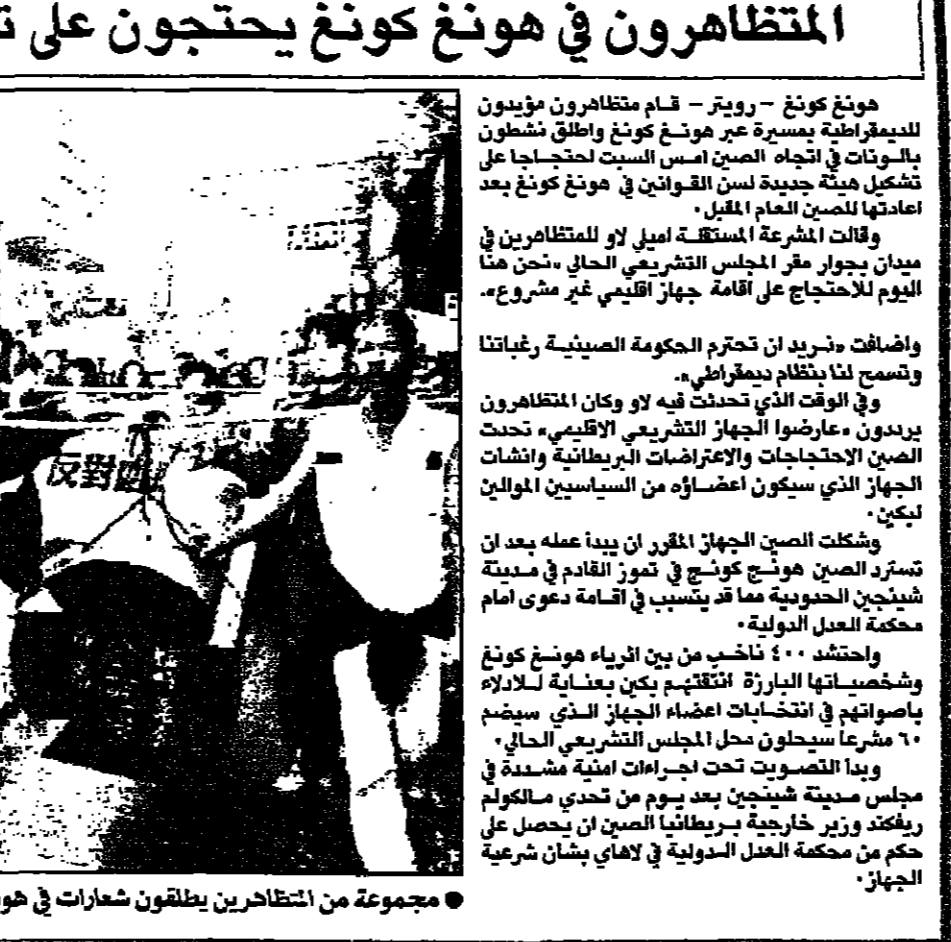 المتظاهرون في هونغ كونغ يحتجون على
هونغ كونغ – رويتر – قام متظاهرون مؤيدون
للديمقراطية بمسيرة عبر هونغ كونغ واطلق نشطون
بالونات في اتجاه الصين امس السبت احتجاجا على
تشكيل هيئة جديدة لسن القوانين في هونغ كونغ بعد
اعادتها للصين العام المقبل.
وقالت المشرعة المستقلة اميلي لاو للمتظاهرين في
ميدان بجوار مقر المجلس التشريعي الحالي «نحن هنا
اليوم للاحتجاج على اقامة جهاز اقليمي غير مشروع».
واضافت «نريد ان تحترم الحكومة الصينية رغباتنا
وتسمح لنا بنظام ديمقراطي».
وفي الوقت الذي تحدثت فيه لاو وكان المتظاهرون
يرددون «عارضوا الجهاز التشريعي الاقليمي» تحدت
الصين الاحتجاجات والاعتراضات البريطانية وانشات
الجهاز الذي سيكون اعضاؤه من السياسيين الموالين
لبكين.
وشكلت الصين الجهاز المقرر ان يبدأ عمله بعد ان
تسترد الصين هونج كونج في تموز القادم في مدينة
شينجين الحدودية مما قد يتسبب في اقامة دعوى امام
محكمة العدل الدولية.
واحتشد ٤٠٠ ناخب من بين اثرياء هونغ كونغ
وشخصياتها البارزة انتقتهم بكين بعناية للادلاء
باصواتهم في انتخابات اعضاء الجهاز الذي سيضم
٦٠ مشرعا سيحلون محل المجلس التشريعي الحالي.
وبدأ التصويت تحت اجراءات امنية مشددة في
مجلس مدينة شينجين بعد يوم من تحدي مالكولم
ريفكند وزير خارجية بريطانيا الصين ان يحصل على
حكم من محكمة العدل الدولية في لاهاي بشان شرعية
الجهاز.
反對
● مجموعة من المتظاهرين يطلقون شعارات في